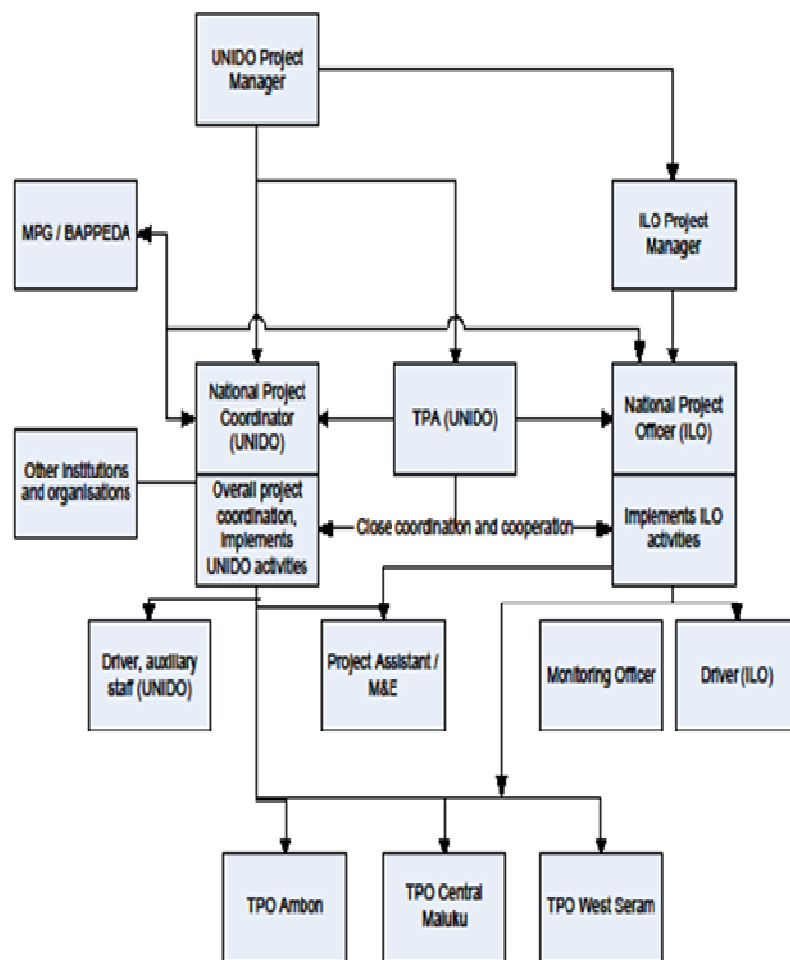 UNIDO Project
Manager
MPG / BAPPEDA
ILO Project
Manager
National Project
Coordinator
(UNIDO)
TPA (UNIDO)
National Project
Officer (ILO)
Other institutions
and organisations
Overall project
coordination,
implements
UNIDO activities
Close coordination and cooperation
Implements ILO
activities
Driver, auxiliary
staff (UNIDO)
Project Assistant /
M&E
Monitoring Officer
Driver (ILO)
TPO Ambon
TPO Central
Maluku
TPO West Seram